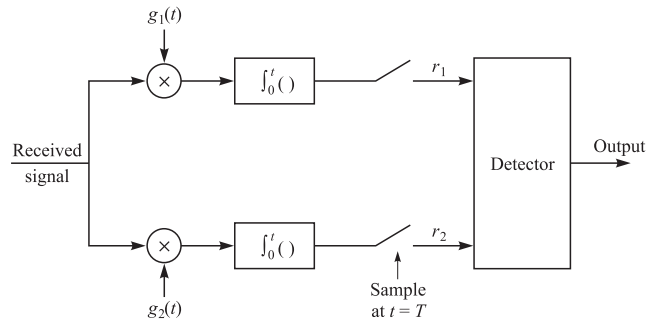 g₁(t)
×
∫₀ᵗ( )
r₁
Received
signal
Detector
Output
×
∫₀ᵗ( )
r₂
g₂(t)
Sample
at t = T